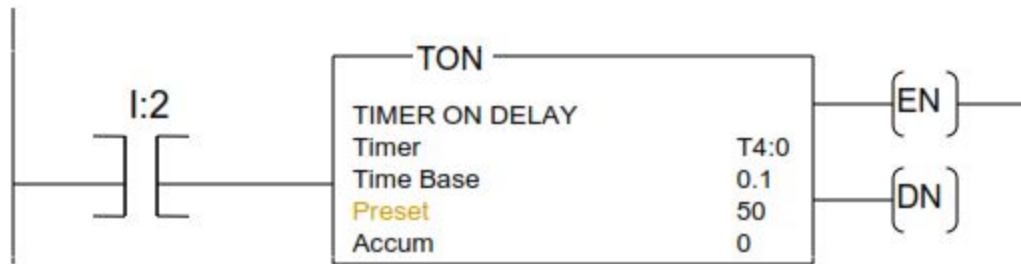 TON
I:2
EN
TIMER ON DELAY
Timer T4:0
Time Base 0.1
DN
Preset 50
Accum 0